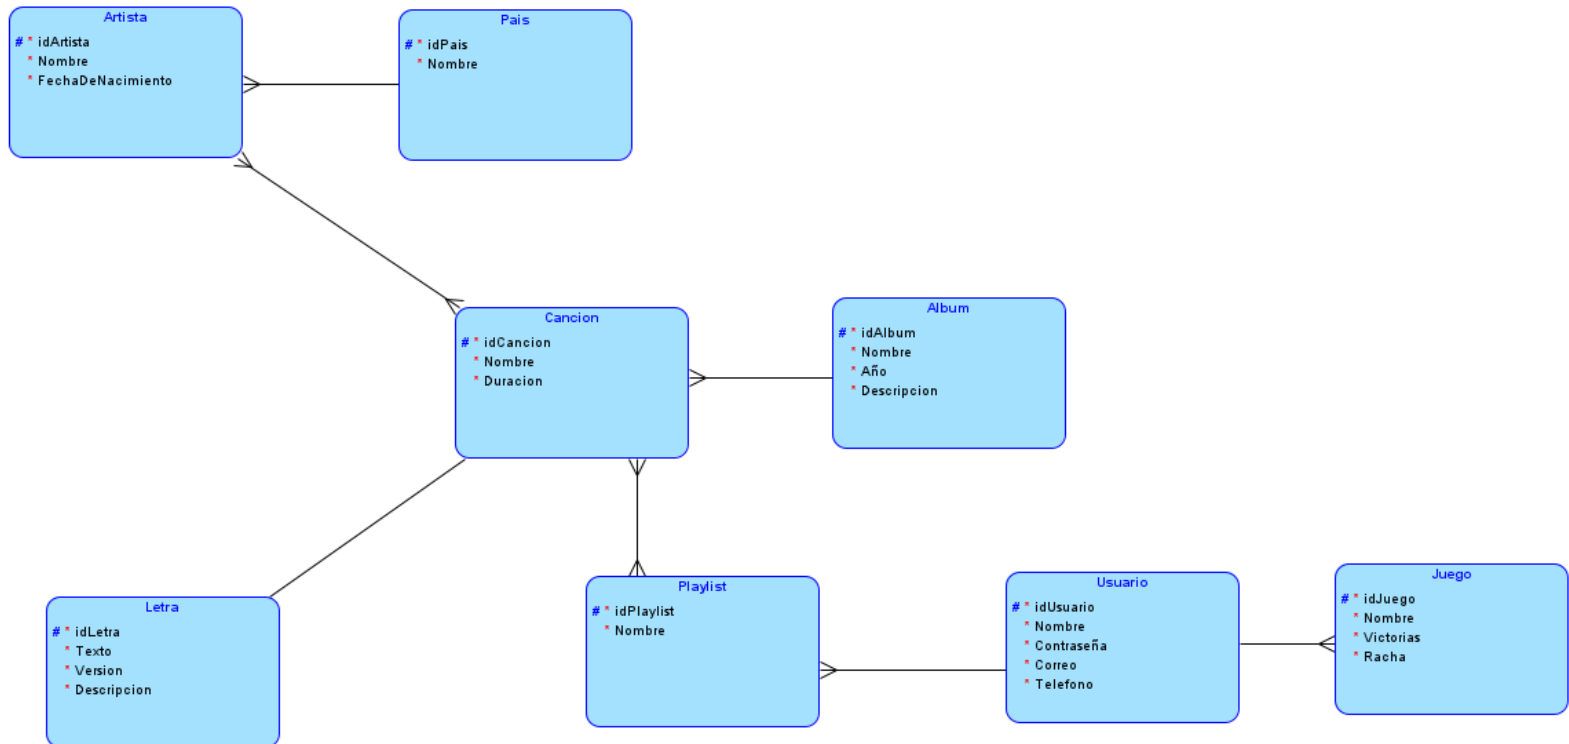 Artista
# * idArtista
* Nombre
* FechaDeNacimiento
Pais
# * idPais
* Nombre
Cancion
# * idCancion
* Nombre
* Duracion
Album
# * idAlbum
* Nombre
* Año
* Descripcion
Letra
# * idLetra
* Texto
* Version
* Descripcion
Playlist
# * idPlaylist
* Nombre
Usuario
# * idUsuario
* Nombre
* Contraseña
* Correo
* Telefono
Juego
# * idJuego
* Nombre
* Victorias
* Racha